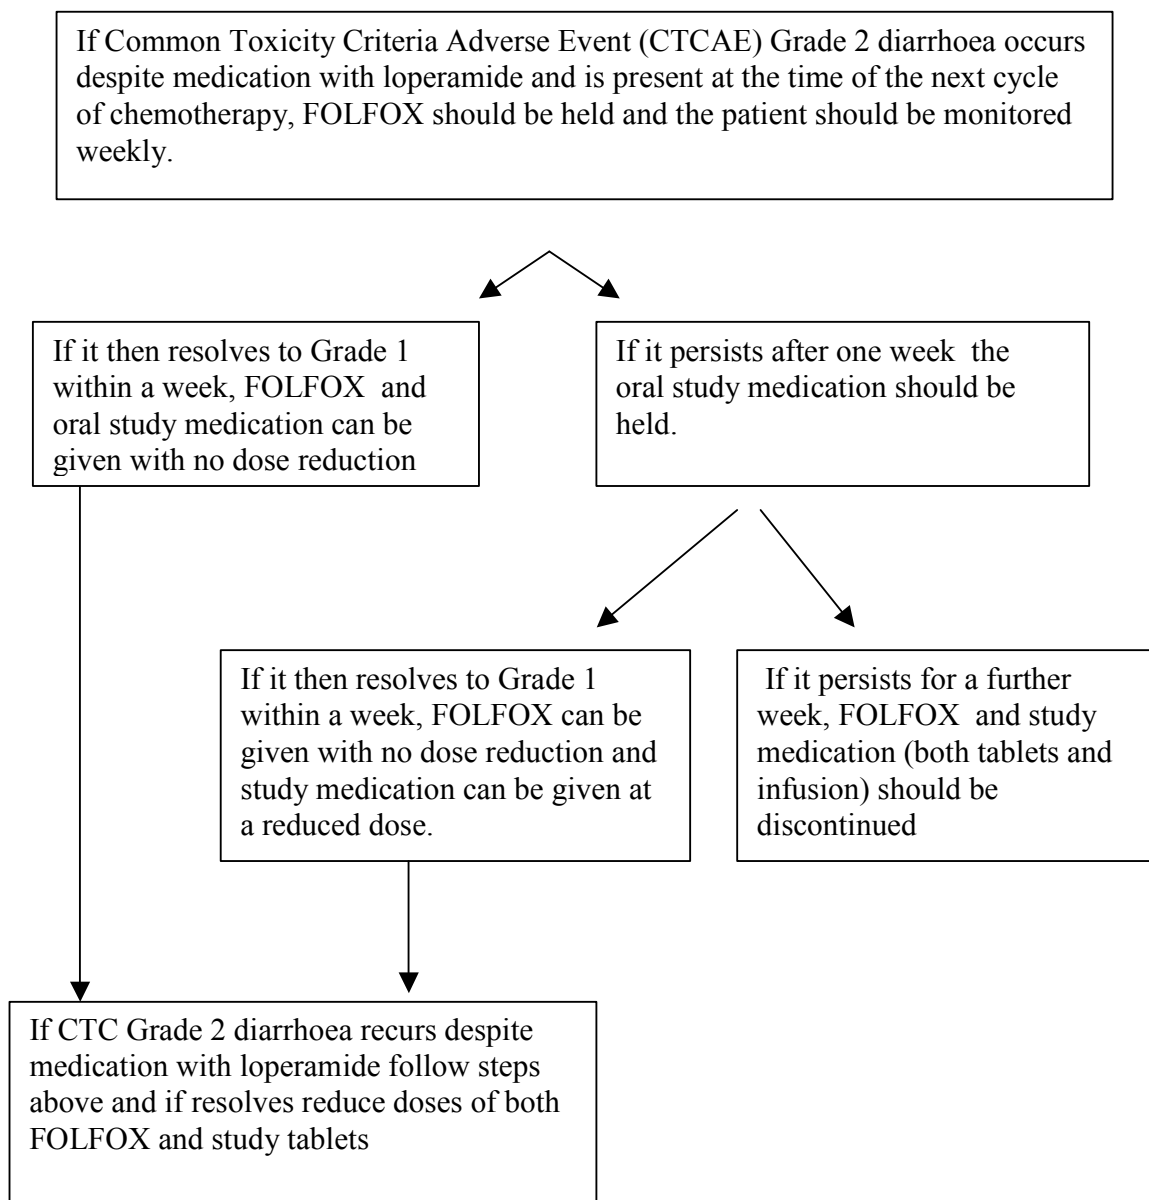 If Common Toxicity Criteria Adverse Event (CTCAE) Grade 2 diarrhoea occurs
despite medication with loperamide and is present at the time of the next cycle
of chemotherapy, FOLFOX should be held and the patient should be monitored
weekly.
If it then resolves to Grade 1
within a week, FOLFOX and
oral study medication can be
given with no dose reduction
If it persists after one week the
oral study medication should be
held.
If it then resolves to Grade 1
within a week, FOLFOX can be
given with no dose reduction and
study medication can be given at
a reduced dose.
If it persists for a further
week, FOLFOX and study
medication (both tablets and
infusion) should be
discontinued
If CTC Grade 2 diarrhoea recurs despite
medication with loperamide follow steps
above and if resolves reduce doses of both
FOLFOX and study tablets